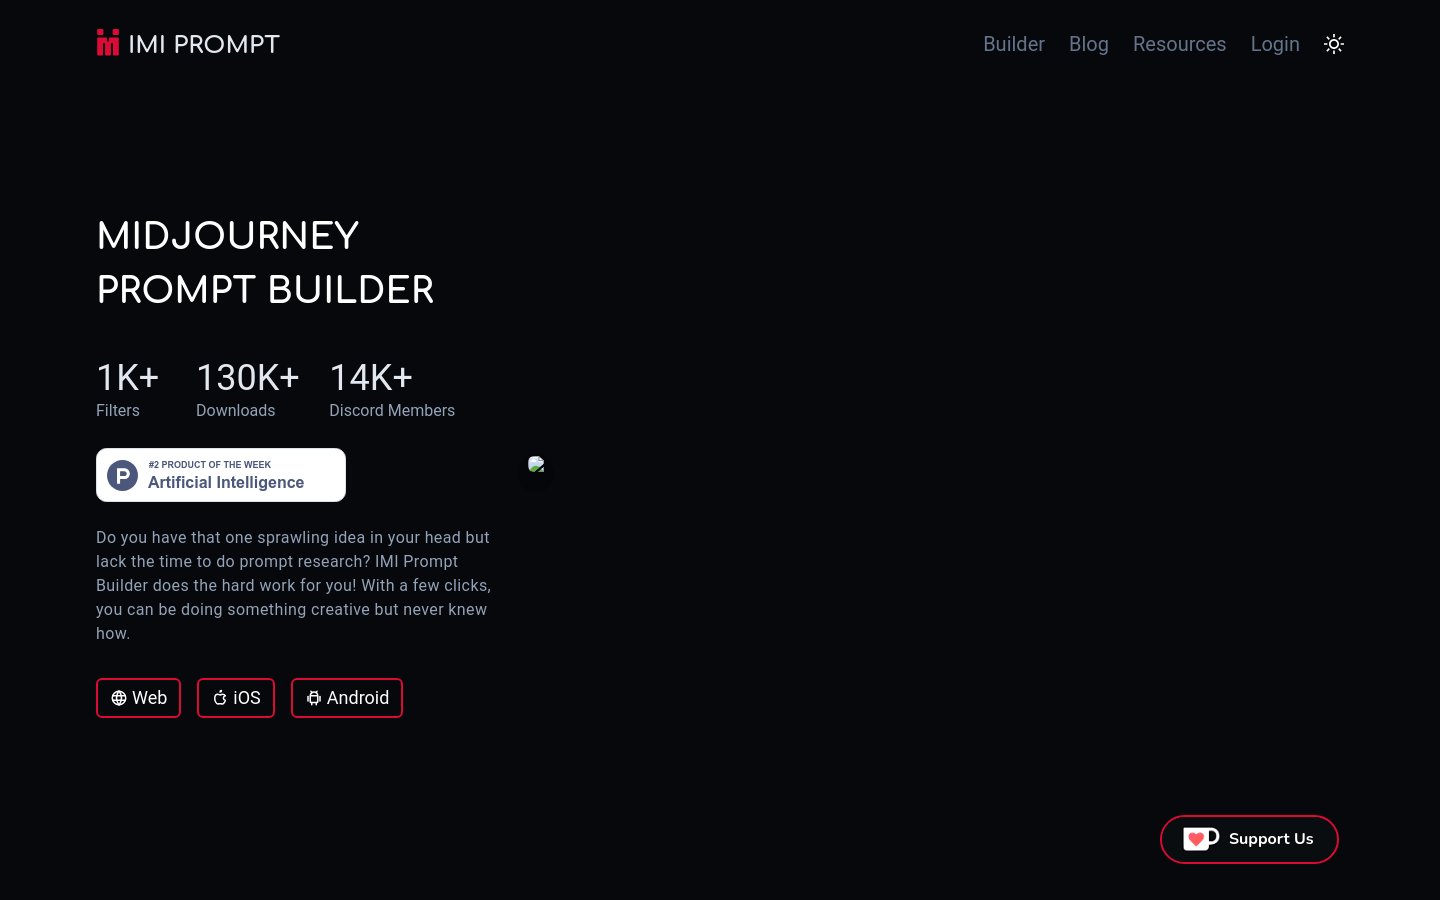 IMI PROMPT
Builder
Blog
Resources
Login
MIDJOURNEY
PROMPT BUILDER
1K+
Filters
130K+
Downloads
14K+
Discord Members
#2 PRODUCT OF THE WEEK
Artificial Intelligence
Do you have that one sprawling idea in your head but
lack the time to do prompt research? IMI Prompt
Builder does the hard work for you! With a few clicks,
you can be doing something creative but never knew
how.
Web
iOS
Android
Support Us